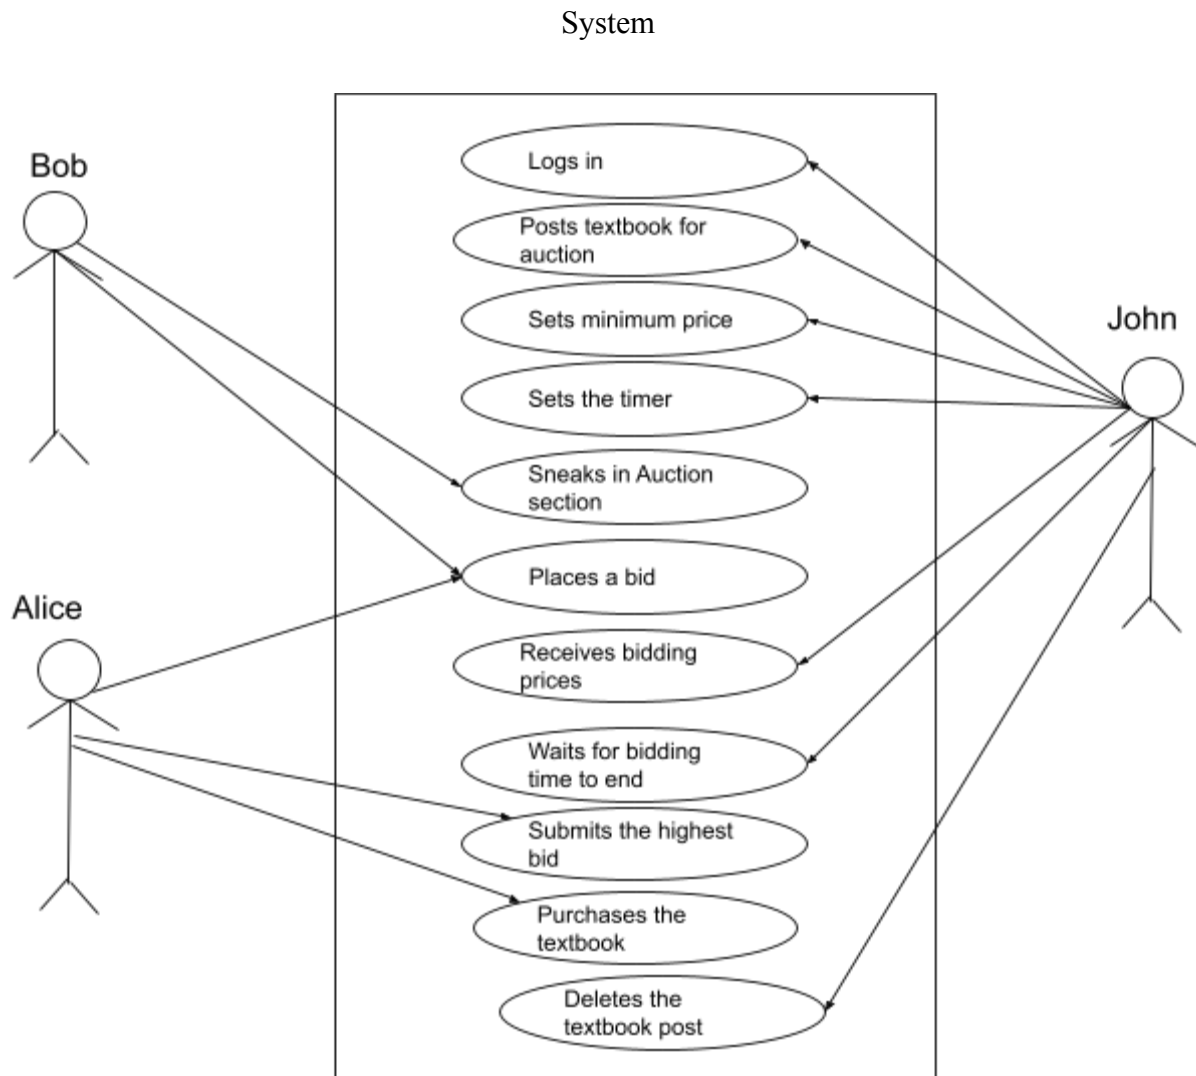 System
Bob
Logs in
Posts textbook for
auction
Sets minimum price
John
Sets the timer
Sneaks in Auction
section
Places a bid
Alice
Receives bidding
prices
Waits for bidding
time to end
Submits the highest
bid
Purchases the
textbook
Deletes the
textbook post